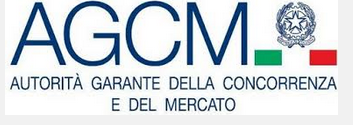 AGCM
AUTORITÀ GARANTE DELLA CONCORRENZA
E DEL MERCATO